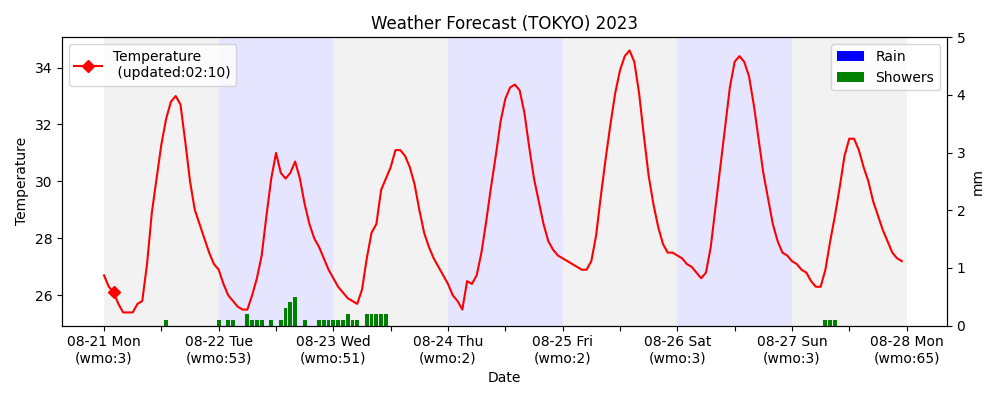 Weather Forecast (TOKYO) 2023
Temperature
(updated:02:10)
Rain
Showers
34
32
30
28
26
Temperature
5
4
3
2
1
0
mm
08-21 Mon
(wmo:3)
08-22 Tue
(wmo:53)
08-23 Wed
(wmo:51)
08-24 Thu
(wmo:2)
08-25 Fri
(wmo:2)
08-26 Sat
(wmo:3)
08-27 Sun
(wmo:3)
08-28 Mon
(wmo:65)
Date